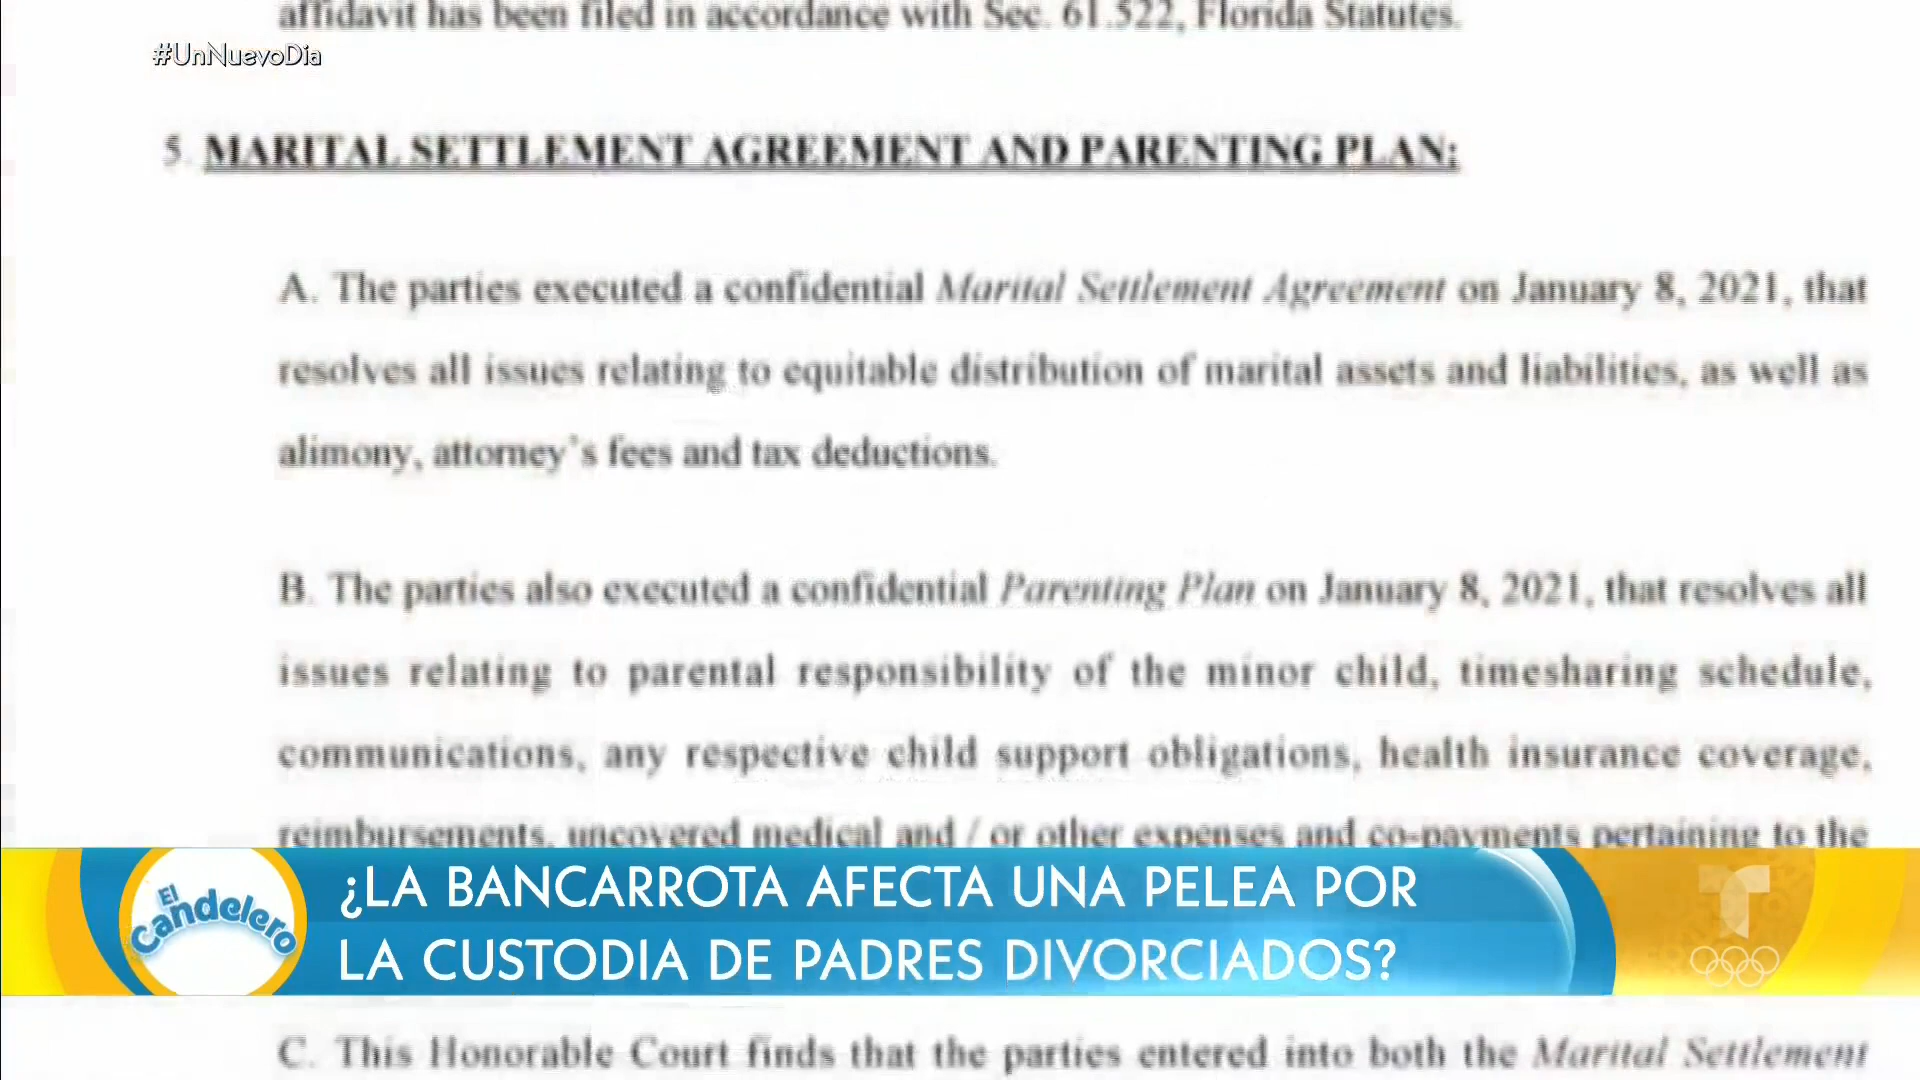 affidavit has been filed in accordance with Sec. 61.522, Florida Statutes.
#UnNuevoDia
5. MARITAL SETTLEMENT AGREEMENT AND PARENTING PLAN:
A. The parties executed a confidential Marital Settlement Agreement on January 8, 2021, that
resolves all issues relating to equitable distribution of marital assets and liabilities, as well as
alimony, attorney's fees and tax deductions.
B. The parties also executed a confidential Parenting Plan on January 8, 2021, that resolves all
issues relating to parental responsibility of the minor child, timesharing schedule,
communications, any respective child support obligations, health insurance coverage,
reimbursements, uncovered medical and / or other expenses and co-payments pertaining to the
El
Candelero
¿LA BANCARROTA AFECTA UNA PELEA POR
LA CUSTODIA DE PADRES DIVORCIADOS?
T
C. This Honorable Court finds that the parties entered into both the Marital Settlement